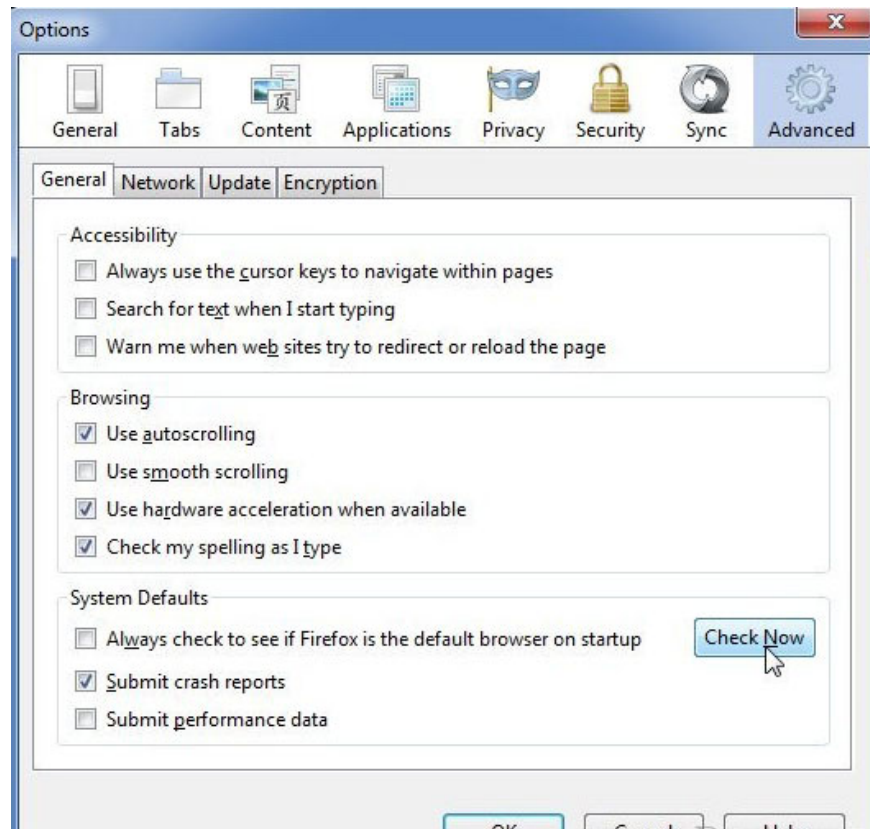 Options
General Tabs Content Applications Privacy Security Sync Advanced
General Network Update Encryption
Accessibility
Always use the cursor keys to navigate within pages
Search for text when I start typing
Warn me when web sites try to redirect or reload the page
Browsing
Use autoscrolling
Use smooth scrolling
Use hardware acceleration when available
Check my spelling as I type
System Defaults
Always check to see if Firefox is the default browser on startup Check Now
Submit crash reports
Submit performance data